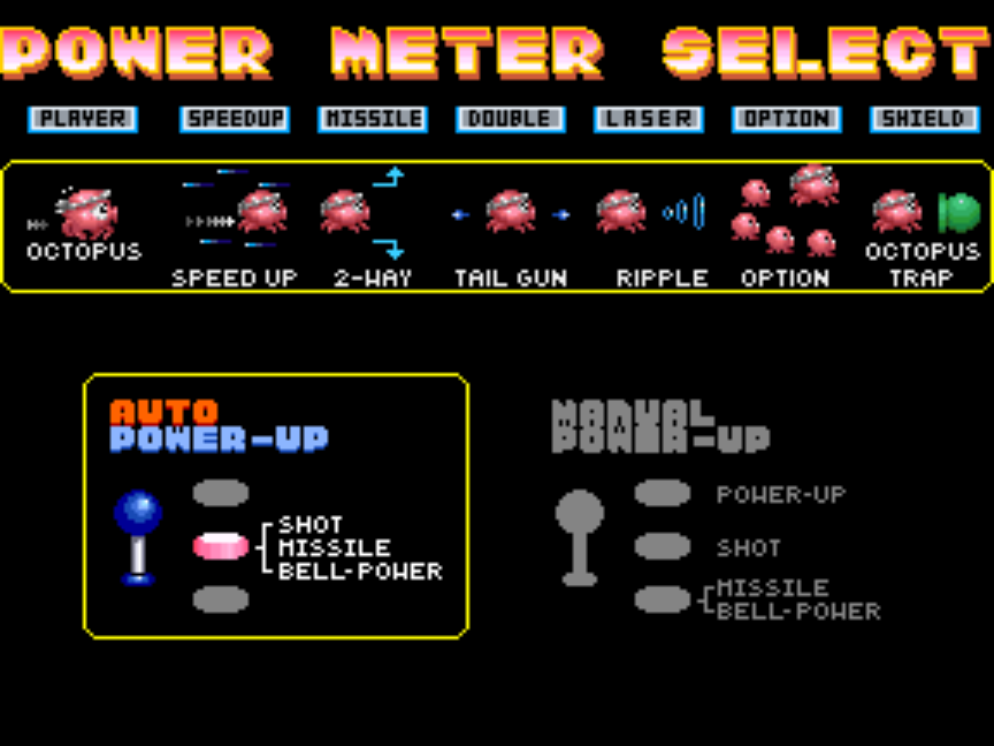 POWER METER SELECT
PLAYER SPEEDUP MISSILE DOUBLE LASER OPTION SHIELD
OCTOPUS OCTOPUS
SPEED UP 2-WAY TAIL GUN RIPPLE OPTION TRAP
AUTO
POWER-UP
SHOT
MISSILE
BELL-POWER
MANUAL
POWER-UP
POWER-UP
SHOT
MISSILE
BELL-POWER